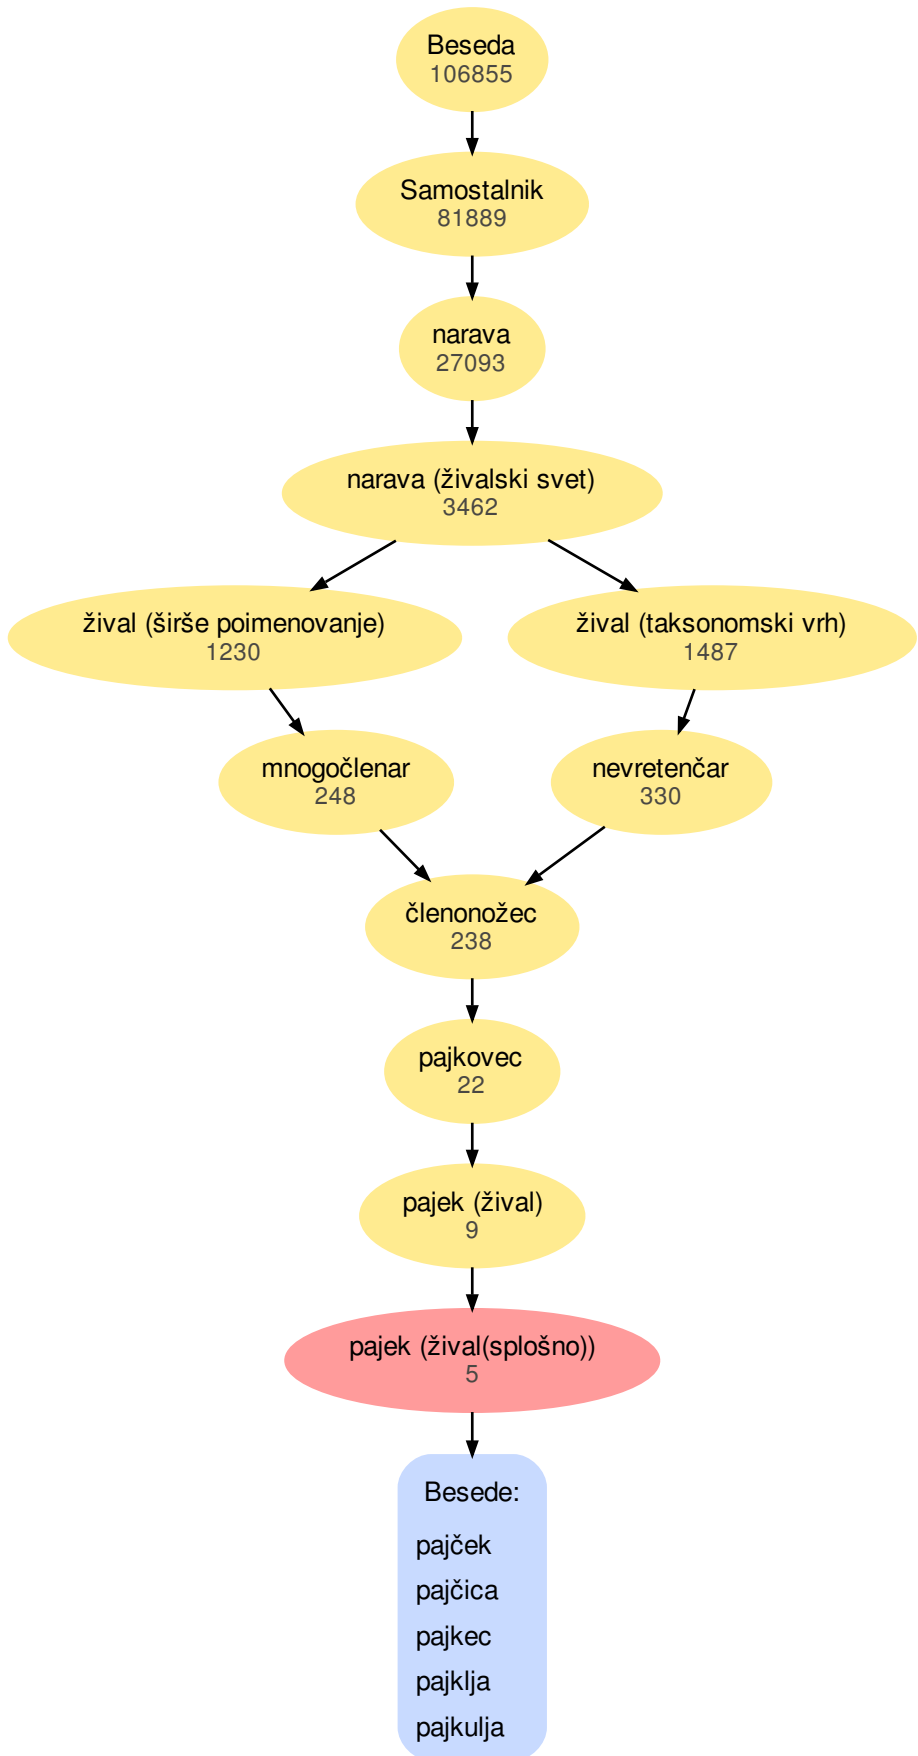 Beseda
106855
Samostalnik
81889
narava
27093
narava (živalski svet)
3462
žival (širše poimenovanje)
1230
žival (taksonomski vrh)
1487
mnogočlenar
248
nevretenčar
330
členonožec
238
pajkovec
22
pajek (žival)
9
pajek (žival(splošno))
5
Besede:
pajček
pajčica
pajkec
pajklja
pajkulja